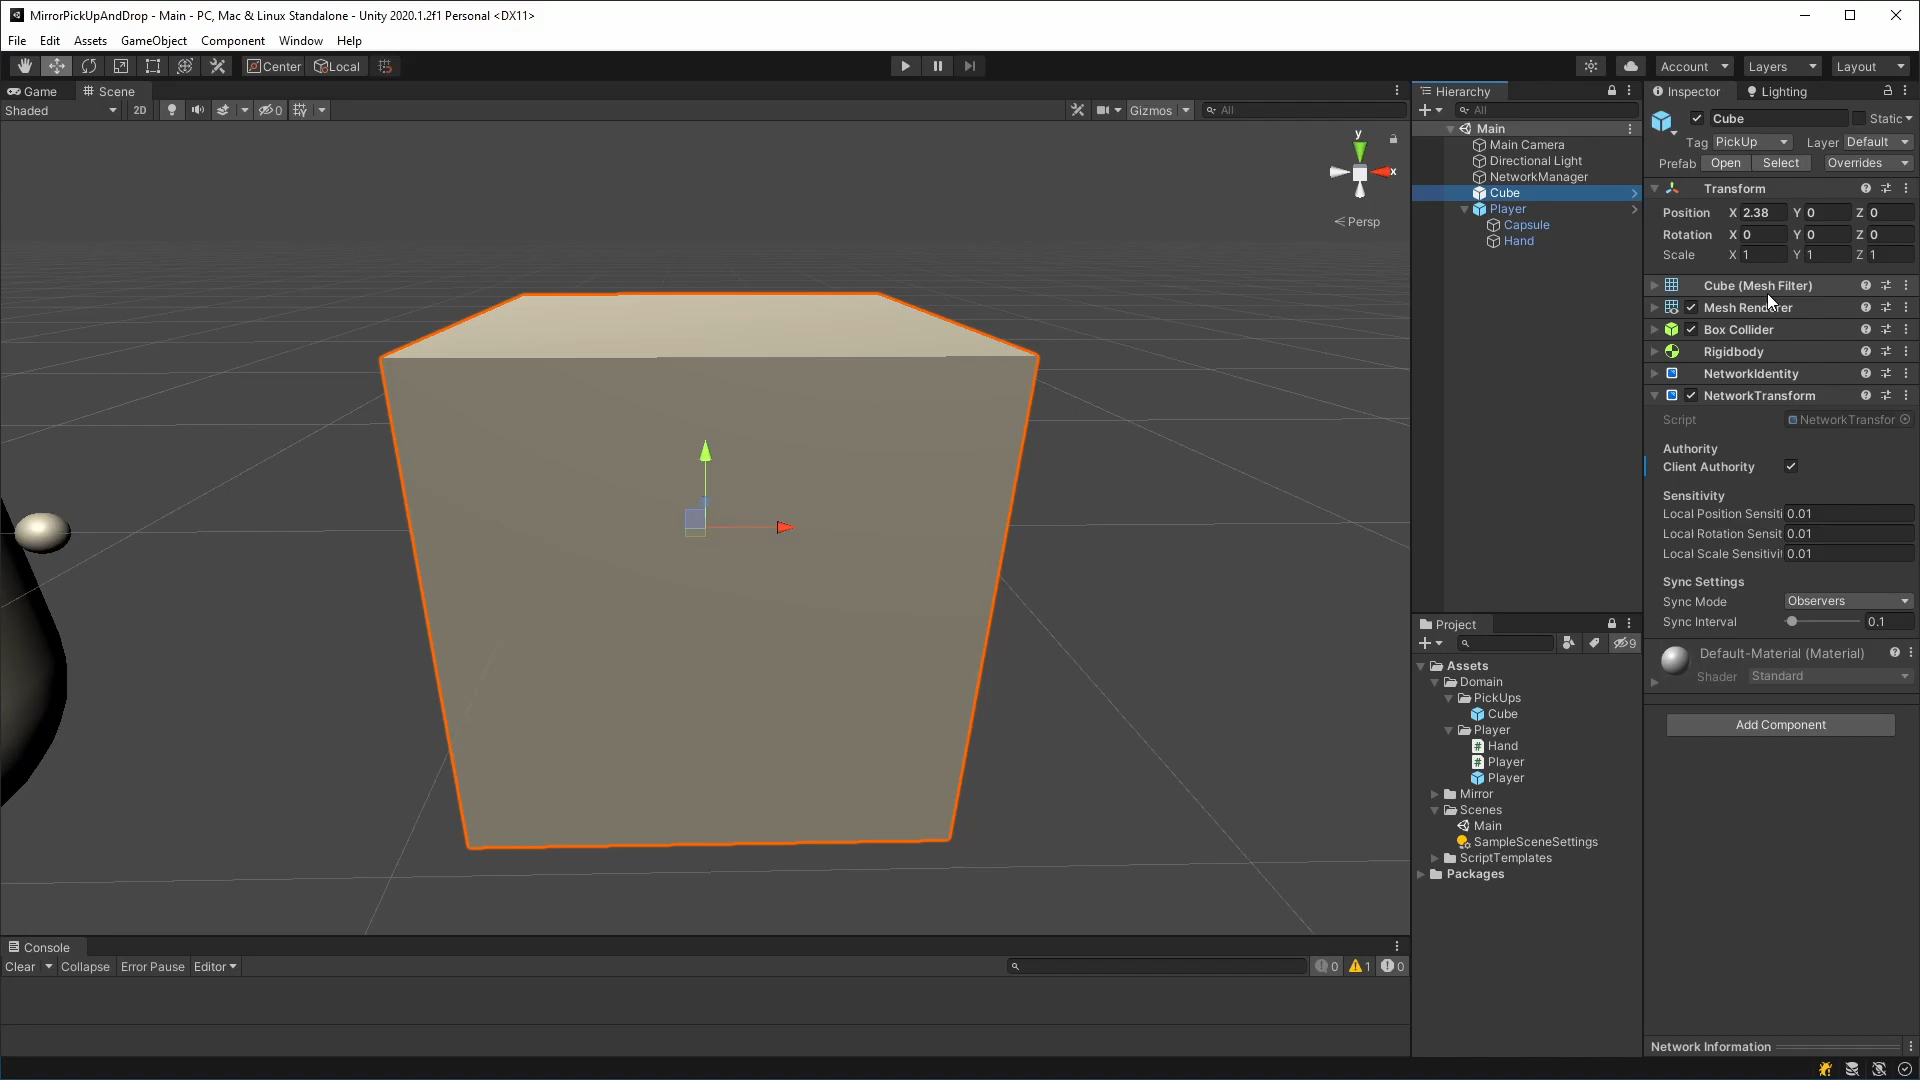 MirrorPickUpAndDrop - Main - PC, Mac & Linux Standalone - Unity 2020.1.2f1 Personal <DX11>
File Edit Assets GameObject Component Window Help
Center Local Account Layers Layout
Game Scene
Shaded 2D 0 Gizmos All
y
x
Persp
Hierarchy
All
Main
Main Camera
Directional Light
NetworkManager
Cube
Player
Capsule
Hand
Project
9
Assets
Domain
PickUps
Cube
Player
Hand
Player
Player
Mirror
Scenes
Main
SampleSceneSettings
ScriptTemplates
Packages
Inspector Lighting
Cube Static
Tag PickUp Layer Default
Prefab Open Select Overrides
Transform
Position X 2.38 Y 0 Z 0
Rotation X 0 Y 0 Z 0
Scale X 1 Y 1 Z 1
Cube (Mesh Filter)
Mesh Renderer
Box Collider
Rigidbody
NetworkIdentity
NetworkTransform
Script NetworkTransfor
Authority
Client Authority
Sensitivity
Local Position Sensiti 0.01
Local Rotation Sensit 0.01
Local Scale Sensitivit 0.01
Sync Settings
Sync Mode Observers
Sync Interval 0.1
Default-Material (Material)
Shader Standard
Add Component
Network Information
Console
Clear Collapse Error Pause Editor 0 1 0